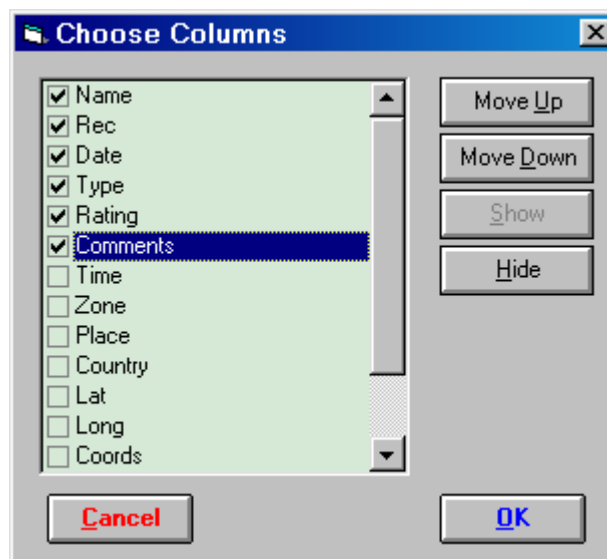 Choose Columns
Name
Rec
Date
Type
Rating
Comments
Time
Zone
Place
Country
Lat
Long
Coords
Move Up
Move Down
Show
Hide
Cancel
OK